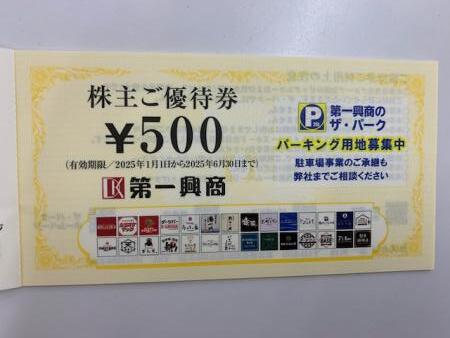 株主ご優待券
¥500
(有効期限/2025年1月1日から2025年6月30日まで)
第一興商
P
第一興商の
ザ・パーク
パーキング用地募集中
駐車場事業のご承継も
弊社までご相談ください